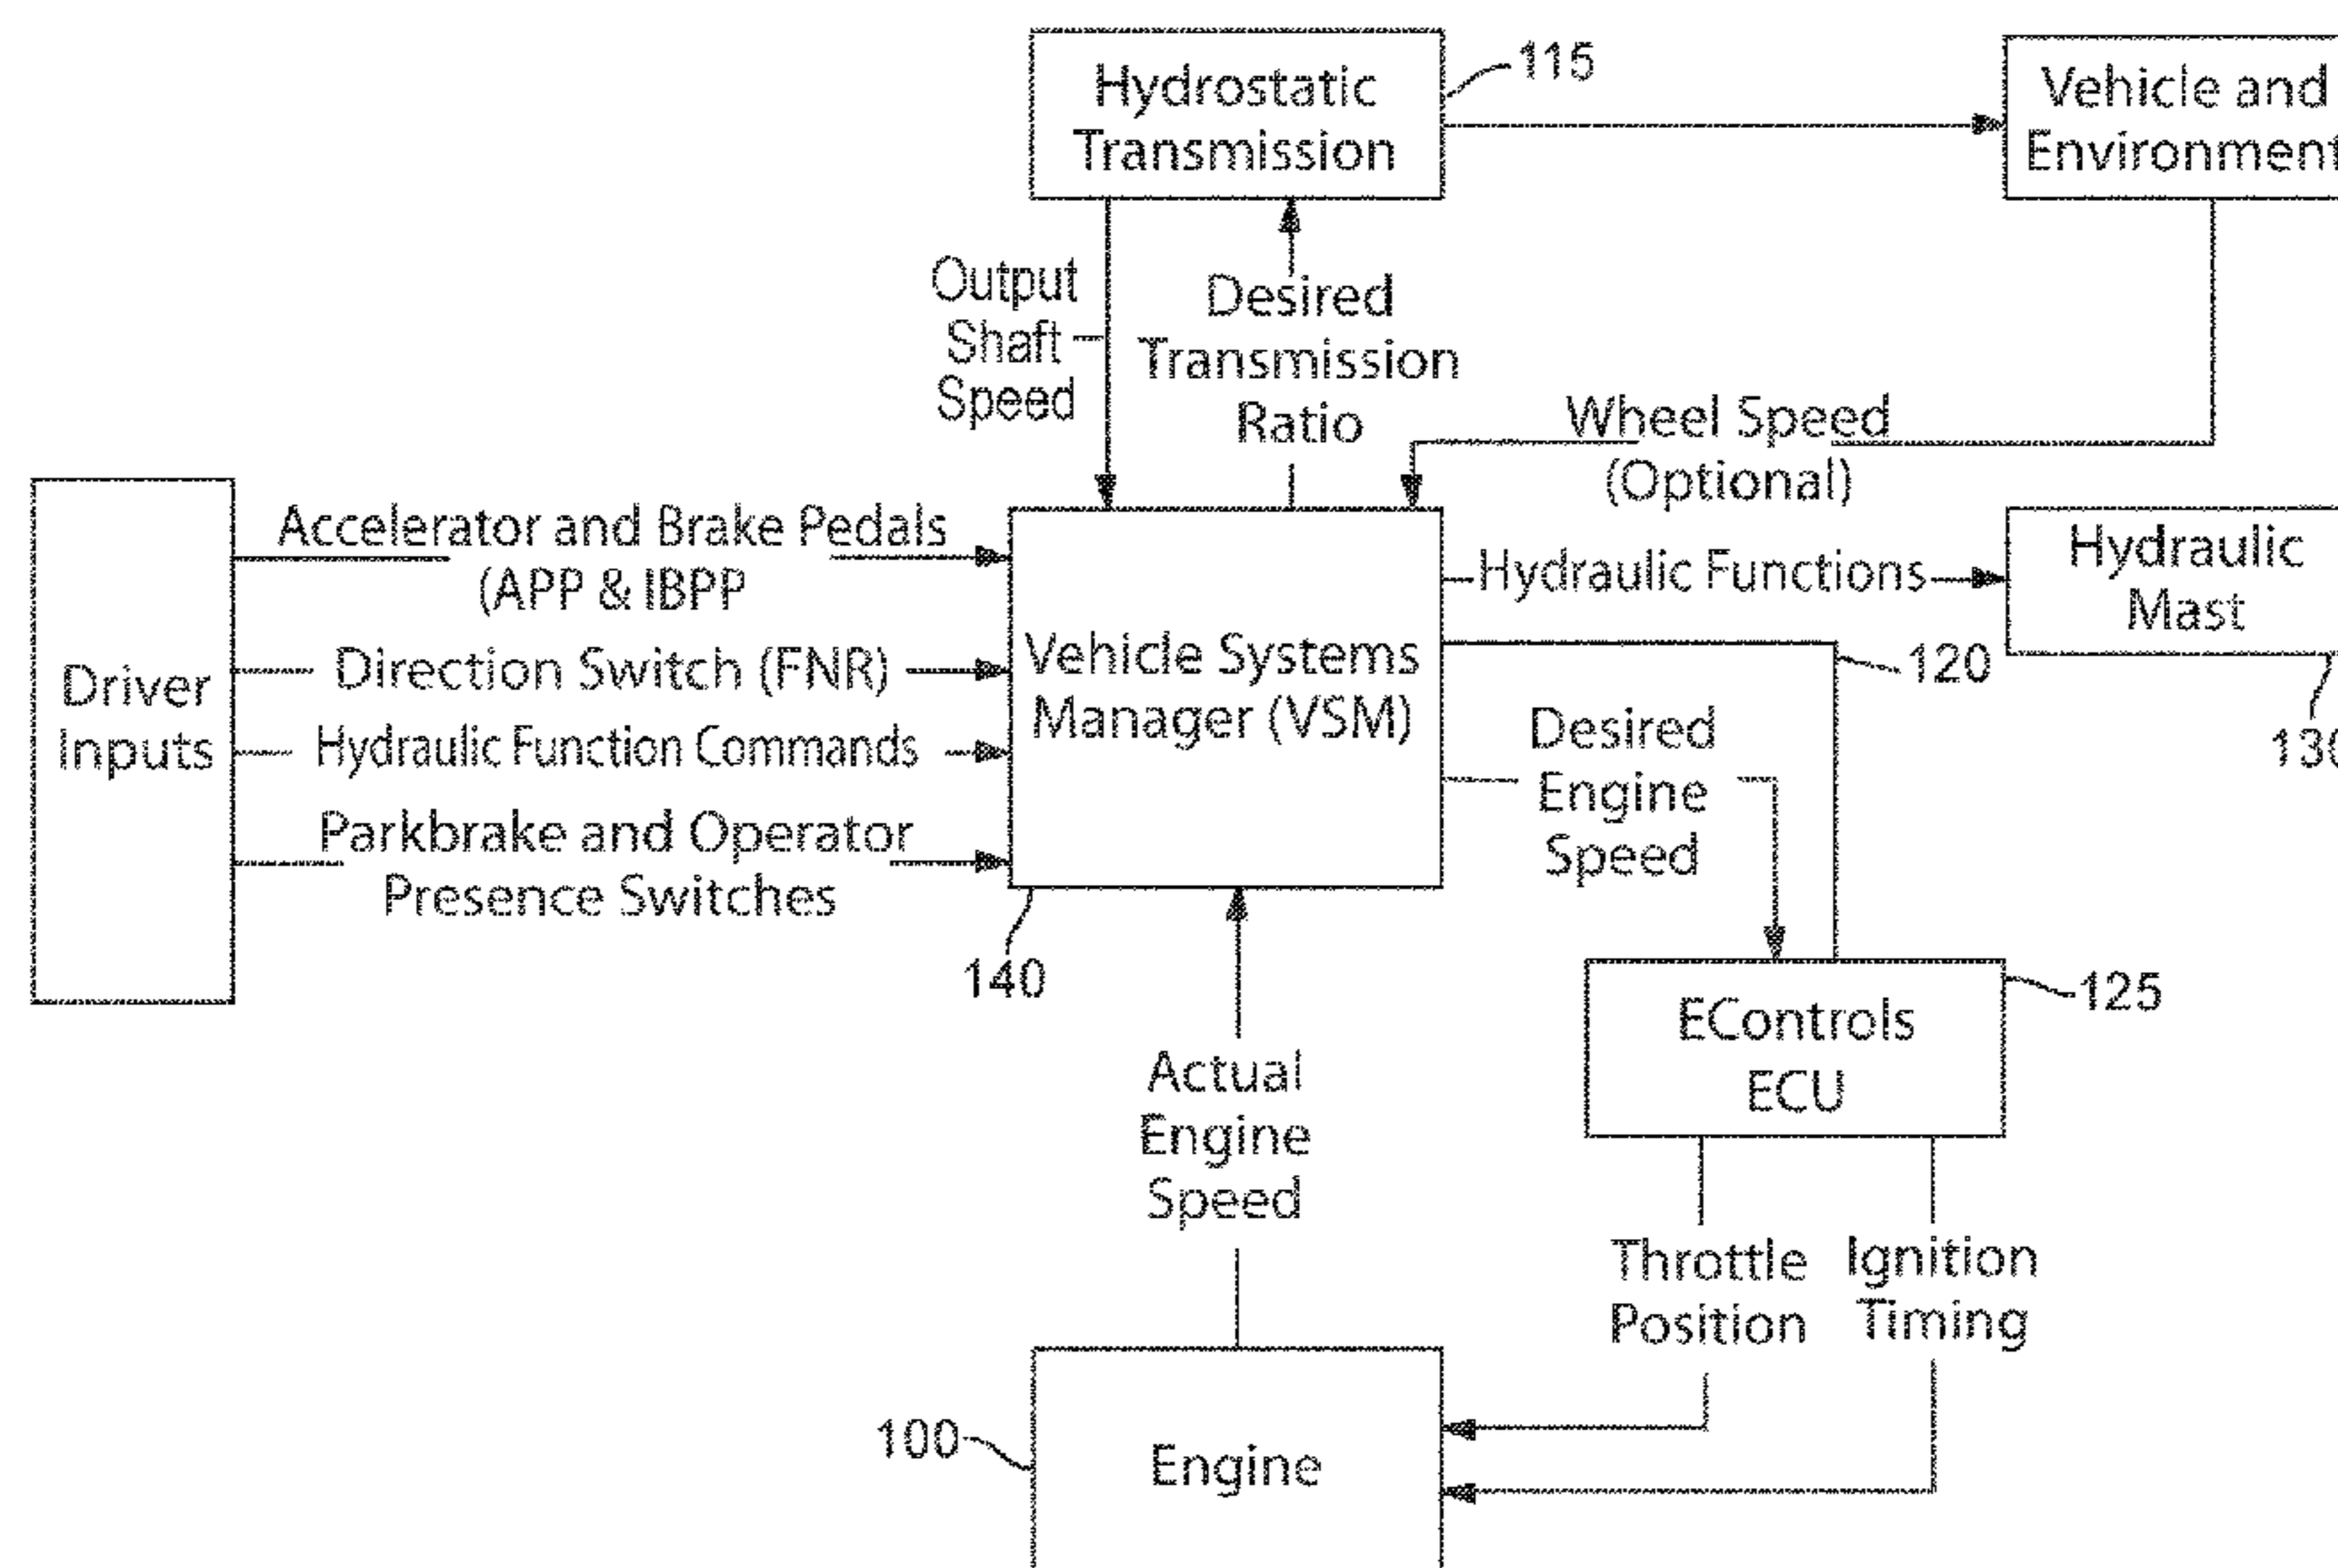 Hydrostatic
Transmission
115
Vehicle and
Environment
Output
Shaft
Speed
Desired
Transmission
Ratio
Wheel Speed
(Optional)
Driver
Inputs
Accelerator and Brake Pedals
(APP & IBPP
Direction Switch (FNR)
Hydraulic Function Commands
Parkbrake and Operator
Presence Switches
Vehicle Systems
Manager (VSM)
140
Hydraulic Functions
Hydraulic
Mast
130
120
Desired
Engine
Speed
EControls
ECU
125
Actual
Engine
Speed
Throttle
Position
Ignition
Timing
100
Engine